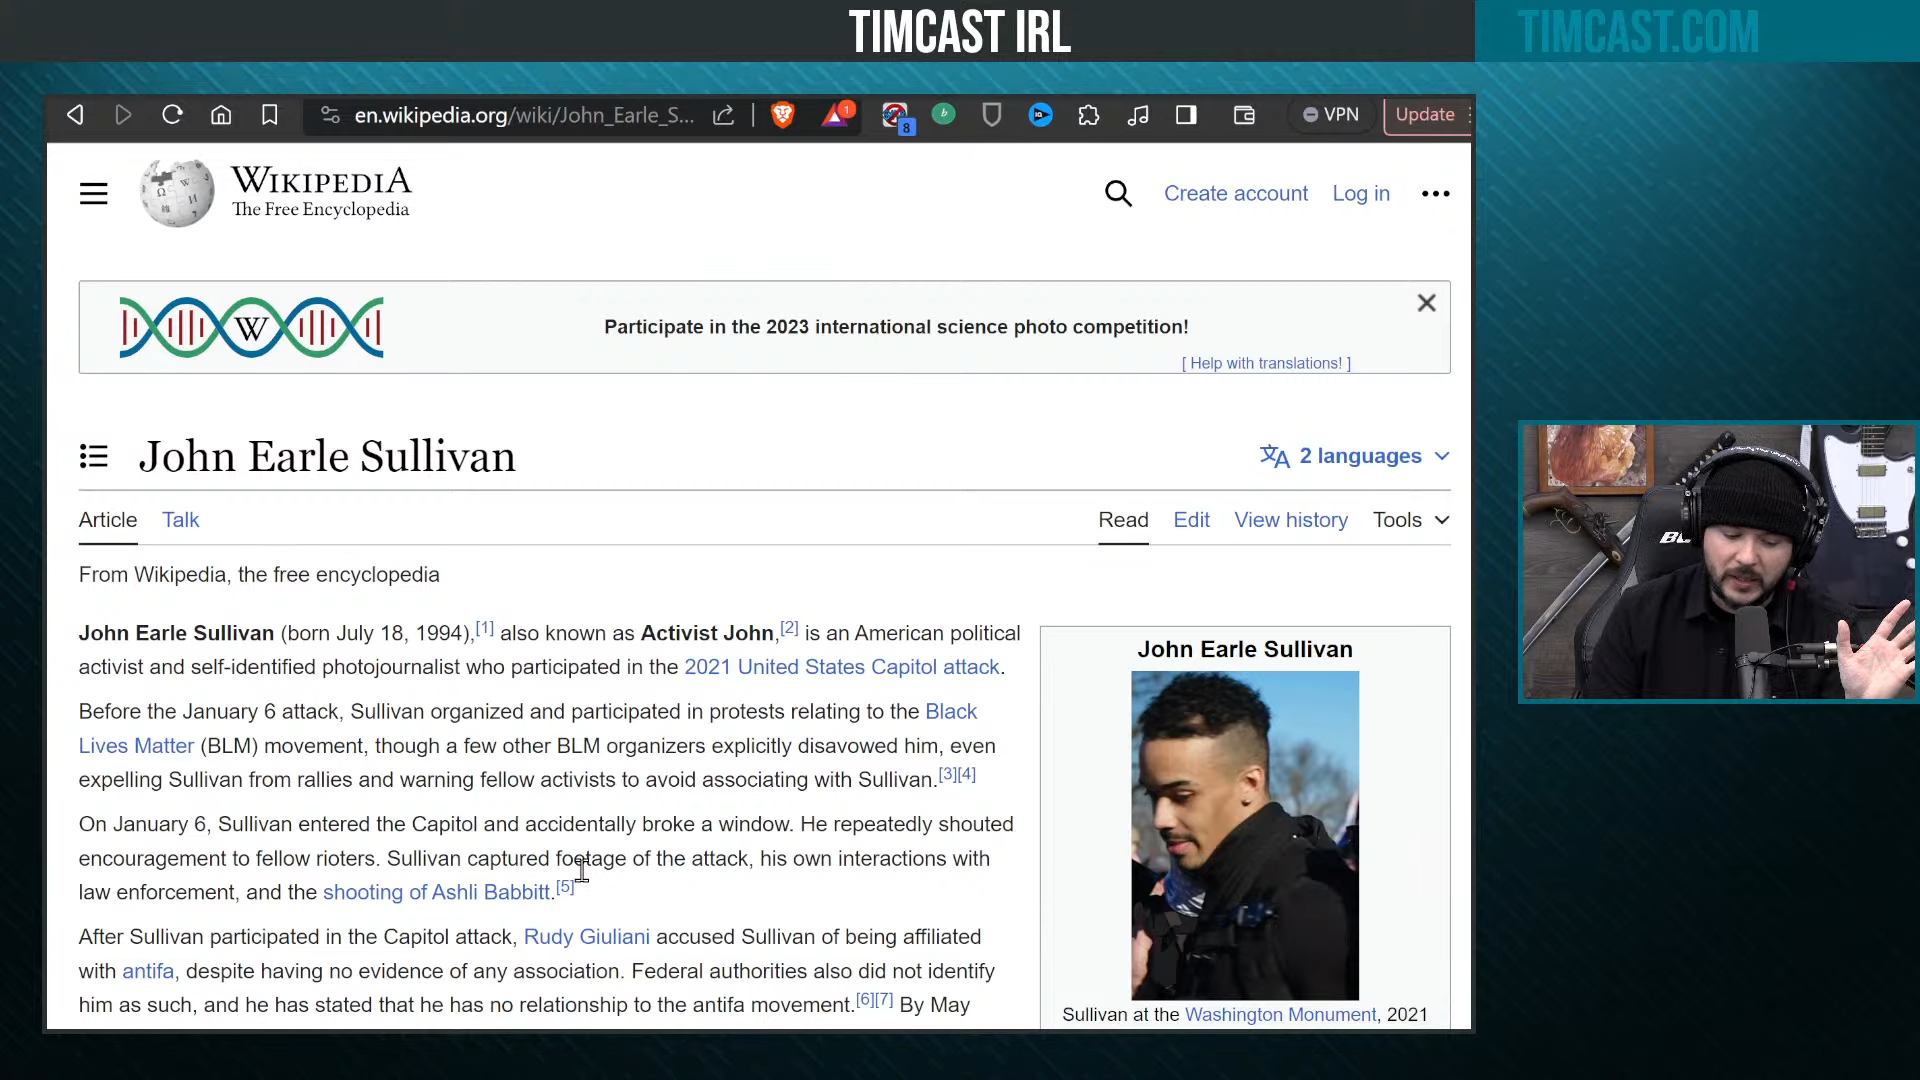 TIMCAST IRL
TIMCAST.COM
en.wikipedia.org/wiki/John_Earle_S...
1
8
VPN
Update
WIKIPEDIA
The Free Encyclopedia
Create account
Log in
W
Participate in the 2023 international science photo competition!
[ Help with translations! ]
John Earle Sullivan
2 languages
Article
Talk
Read
Edit
View history
Tools
From Wikipedia, the free encyclopedia
John Earle Sullivan (born July 18, 1994),[1] also known as Activist John,[2] is an American political
activist and self-identified photojournalist who participated in the 2021 United States Capitol attack.
Before the January 6 attack, Sullivan organized and participated in protests relating to the Black
Lives Matter (BLM) movement, though a few other BLM organizers explicitly disavowed him, even
expelling Sullivan from rallies and warning fellow activists to avoid associating with Sullivan.[3][4]
On January 6, Sullivan entered the Capitol and accidentally broke a window. He repeatedly shouted
encouragement to fellow rioters. Sullivan captured footage of the attack, his own interactions with
law enforcement, and the shooting of Ashli Babbitt.[5]
After Sullivan participated in the Capitol attack, Rudy Giuliani accused Sullivan of being affiliated
with antifa, despite having no evidence of any association. Federal authorities also did not identify
him as such, and he has stated that he has no relationship to the antifa movement.[6][7] By May
John Earle Sullivan
Sullivan at the Washington Monument, 2021